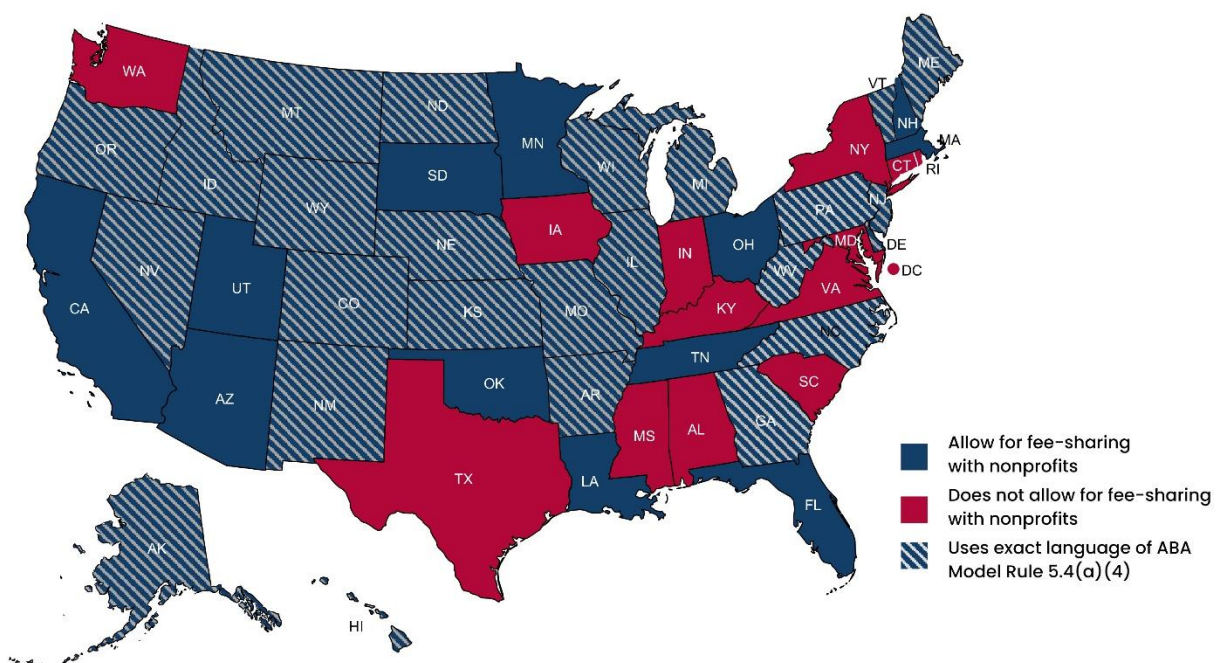 WA
MT
ND
MN
VT
ME
NH
MA
OR
ID
SD
WI
NY
CT
RI
WY
MI
IA
NE
PA
NJ
NV
UT
CO
IL
IN
OH
MD
DE
DC
CA
KS
MO
WV
VA
KY
AZ
NM
OK
AR
TN
NC
SC
MS
AL
GA
TX
LA
FL
AK
HI
Allow for fee-sharing
with nonprofits
Does not allow for fee-sharing
with nonprofits
Uses exact language of ABA
Model Rule 5.4(a)(4)